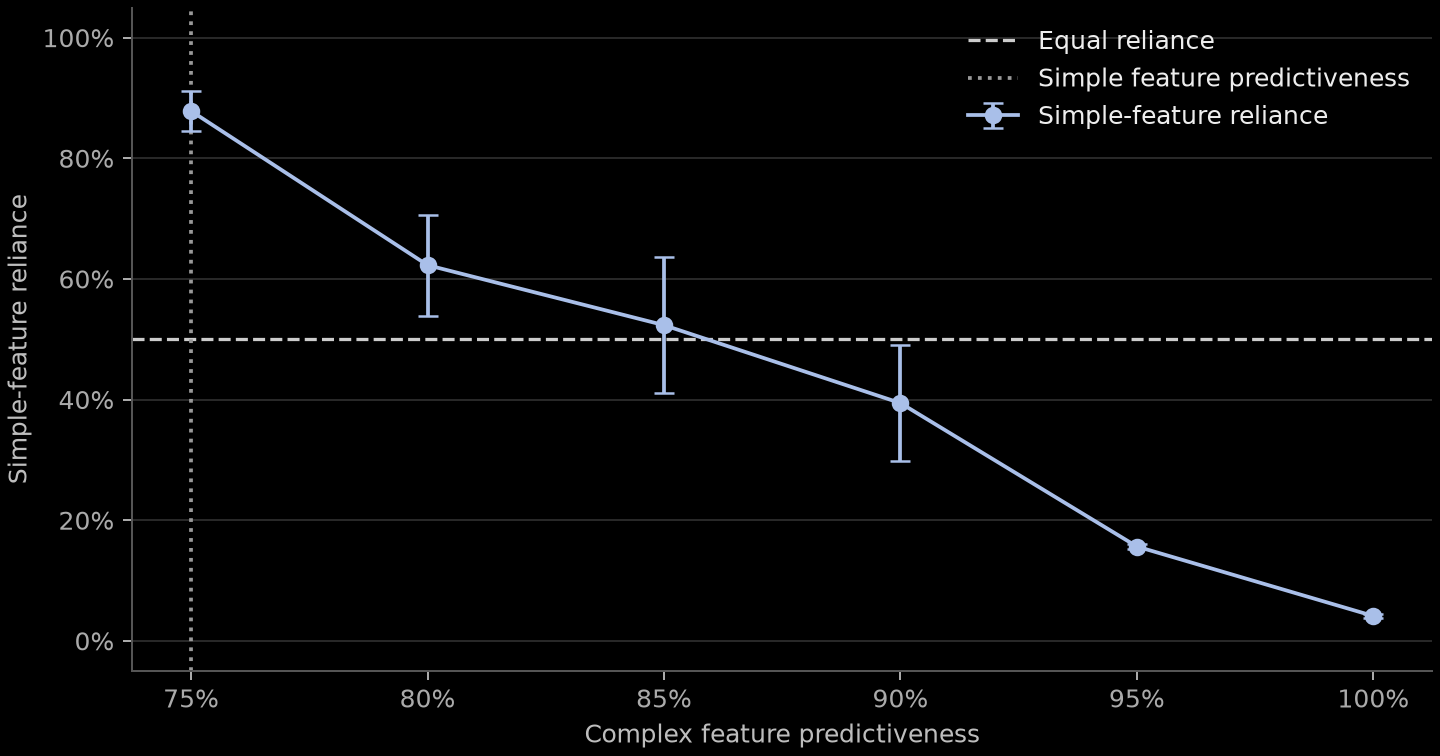 100%
80%
60%
40%
20%
0%
Simple-feature reliance
Equal reliance
Simple feature predictiveness
Simple-feature reliance
75%
80%
85%
90%
95%
100%
Complex feature predictiveness